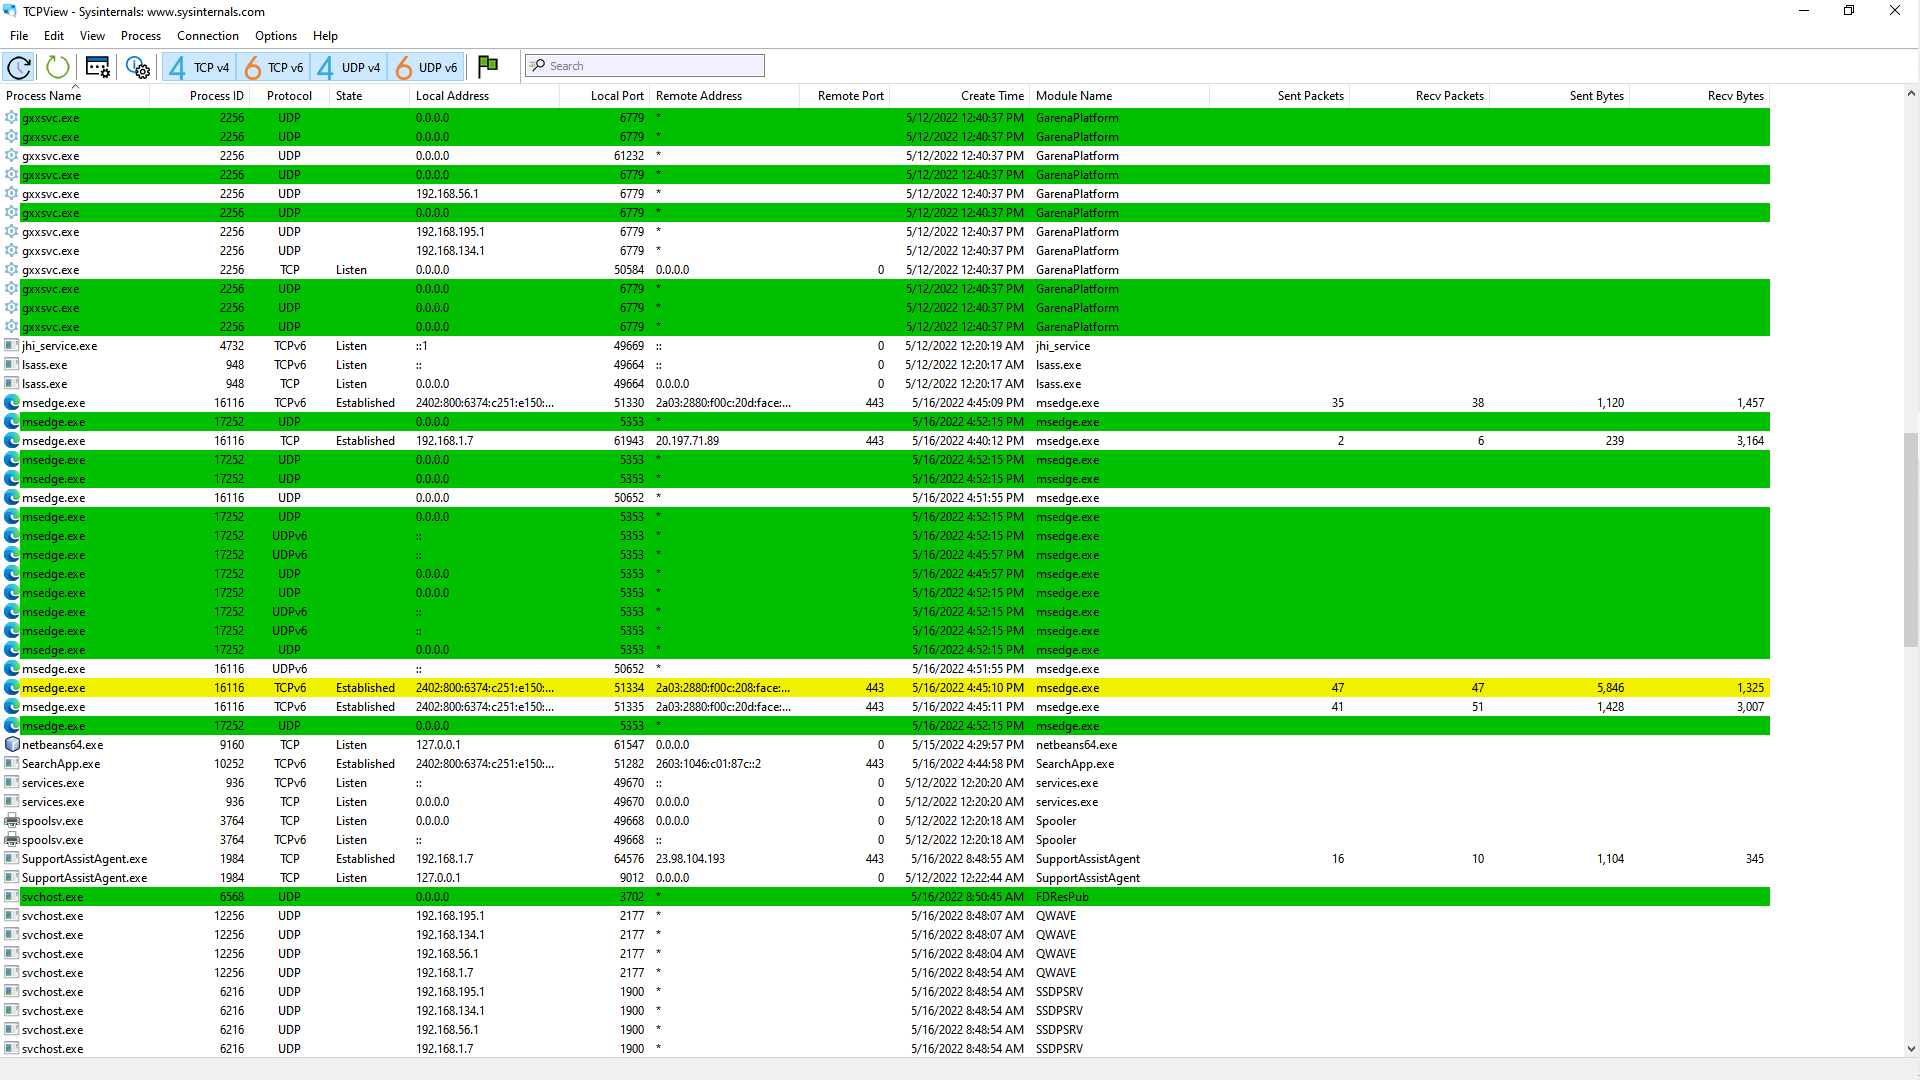 TCPView - Sysinternals: www.sysinternals.com
File Edit View Process Connection Options Help
4 TCP v4 6 TCP v6 4 UDP v4 6 UDP v6 Search
Process Name Process ID Protocol State Local Address Local Port Remote Address Remote Port Create Time Module Name Sent Packets Recv Packets Sent Bytes Recv Bytes
gxxsvc.exe 2256 UDP 0.0.0.0 6779 * 5/12/2022 12:40:37 PM GarenaPlatform
gxxsvc.exe 2256 UDP 0.0.0.0 6779 * 5/12/2022 12:40:37 PM GarenaPlatform
gxxsvc.exe 2256 UDP 0.0.0.0 61232 * 5/12/2022 12:40:37 PM GarenaPlatform
gxxsvc.exe 2256 UDP 0.0.0.0 6779 * 5/12/2022 12:40:37 PM GarenaPlatform
gxxsvc.exe 2256 UDP 192.168.56.1 6779 * 5/12/2022 12:40:37 PM GarenaPlatform
gxxsvc.exe 2256 UDP 0.0.0.0 6779 * 5/12/2022 12:40:37 PM GarenaPlatform
gxxsvc.exe 2256 UDP 192.168.195.1 6779 * 5/12/2022 12:40:37 PM GarenaPlatform
gxxsvc.exe 2256 UDP 192.168.134.1 6779 * 5/12/2022 12:40:37 PM GarenaPlatform
gxxsvc.exe 2256 TCP Listen 0.0.0.0 50584 0.0.0.0 0 5/12/2022 12:40:37 PM GarenaPlatform
gxxsvc.exe 2256 UDP 0.0.0.0 6779 * 5/12/2022 12:40:37 PM GarenaPlatform
gxxsvc.exe 2256 UDP 0.0.0.0 6779 * 5/12/2022 12:40:37 PM GarenaPlatform
gxxsvc.exe 2256 UDP 0.0.0.0 6779 * 5/12/2022 12:40:37 PM GarenaPlatform
jhi_service.exe 4732 TCPv6 Listen ::1 49669 :: 0 5/12/2022 12:20:19 AM jhi_service
lsass.exe 948 TCPv6 Listen :: 49664 :: 0 5/12/2022 12:20:17 AM lsass.exe
lsass.exe 948 TCP Listen 0.0.0.0 49664 0.0.0.0 0 5/12/2022 12:20:17 AM lsass.exe
msedge.exe 16116 TCPv6 Established 2402:800:6374:c251:e150:... 51330 2a03:2880:f00c:20d:face:... 443 5/16/2022 4:45:09 PM msedge.exe 35 38 1,120 1,457
msedge.exe 17252 UDP 0.0.0.0 5353 * 5/16/2022 4:52:15 PM msedge.exe
msedge.exe 16116 TCP Established 192.168.1.7 61943 20.197.71.89 443 5/16/2022 4:40:12 PM msedge.exe 2 6 239 3,164
msedge.exe 17252 UDP 0.0.0.0 5353 * 5/16/2022 4:52:15 PM msedge.exe
msedge.exe 17252 UDP 0.0.0.0 5353 * 5/16/2022 4:52:15 PM msedge.exe
msedge.exe 16116 UDP 0.0.0.0 50652 * 5/16/2022 4:51:55 PM msedge.exe
msedge.exe 17252 UDP 0.0.0.0 5353 * 5/16/2022 4:52:15 PM msedge.exe
msedge.exe 17252 UDPv6 :: 5353 * 5/16/2022 4:52:15 PM msedge.exe
msedge.exe 17252 UDPv6 :: 5353 * 5/16/2022 4:45:57 PM msedge.exe
msedge.exe 17252 UDP 0.0.0.0 5353 * 5/16/2022 4:45:57 PM msedge.exe
msedge.exe 17252 UDP 0.0.0.0 5353 * 5/16/2022 4:52:15 PM msedge.exe
msedge.exe 17252 UDPv6 :: 5353 * 5/16/2022 4:52:15 PM msedge.exe
msedge.exe 17252 UDPv6 :: 5353 * 5/16/2022 4:52:15 PM msedge.exe
msedge.exe 17252 UDP 0.0.0.0 5353 * 5/16/2022 4:52:15 PM msedge.exe
msedge.exe 16116 UDPv6 :: 50652 * 5/16/2022 4:51:55 PM msedge.exe
msedge.exe 16116 TCPv6 Established 2402:800:6374:c251:e150:... 51334 2a03:2880:f00c:208:face:... 443 5/16/2022 4:45:10 PM msedge.exe 47 47 5,846 1,325
msedge.exe 16116 TCPv6 Established 2402:800:6374:c251:e150:... 51335 2a03:2880:f00c:20d:face:... 443 5/16/2022 4:45:11 PM msedge.exe 41 51 1,428 3,007
msedge.exe 17252 UDP 0.0.0.0 5353 * 5/16/2022 4:52:15 PM msedge.exe
netbeans64.exe 9160 TCP Listen 127.0.0.1 61547 0.0.0.0 0 5/15/2022 4:29:57 PM netbeans64.exe
SearchApp.exe 10252 TCPv6 Established 2402:800:6374:c251:e150:... 51282 2603:1046:c01:87c::2 443 5/16/2022 4:44:58 PM SearchApp.exe
services.exe 936 TCPv6 Listen :: 49670 :: 0 5/12/2022 12:20:20 AM services.exe
services.exe 936 TCP Listen 0.0.0.0 49670 0.0.0.0 0 5/12/2022 12:20:20 AM services.exe
spoolsv.exe 3764 TCP Listen 0.0.0.0 49668 0.0.0.0 0 5/12/2022 12:20:18 AM Spooler
spoolsv.exe 3764 TCPv6 Listen :: 49668 :: 0 5/12/2022 12:20:18 AM Spooler
SupportAssistAgent.exe 1984 TCP Established 192.168.1.7 64576 23.98.104.193 443 5/16/2022 8:48:55 AM SupportAssistAgent 16 10 1,104 345
SupportAssistAgent.exe 1984 TCP Listen 127.0.0.1 9012 0.0.0.0 0 5/12/2022 12:22:44 AM SupportAssistAgent
svchost.exe 6568 UDP 0.0.0.0 3702 * 5/16/2022 8:50:45 AM FDResPub
svchost.exe 12256 UDP 192.168.195.1 2177 * 5/16/2022 8:48:07 AM QWAVE
svchost.exe 12256 UDP 192.168.134.1 2177 * 5/16/2022 8:48:07 AM QWAVE
svchost.exe 12256 UDP 192.168.56.1 2177 * 5/16/2022 8:48:04 AM QWAVE
svchost.exe 12256 UDP 192.168.1.7 2177 * 5/16/2022 8:48:54 AM QWAVE
svchost.exe 6216 UDP 192.168.195.1 1900 * 5/16/2022 8:48:54 AM SSDPSRV
svchost.exe 6216 UDP 192.168.134.1 1900 * 5/16/2022 8:48:54 AM SSDPSRV
svchost.exe 6216 UDP 192.168.56.1 1900 * 5/16/2022 8:48:54 AM SSDPSRV
svchost.exe 6216 UDP 192.168.1.7 1900 * 5/16/2022 8:48:54 AM SSDPSRV